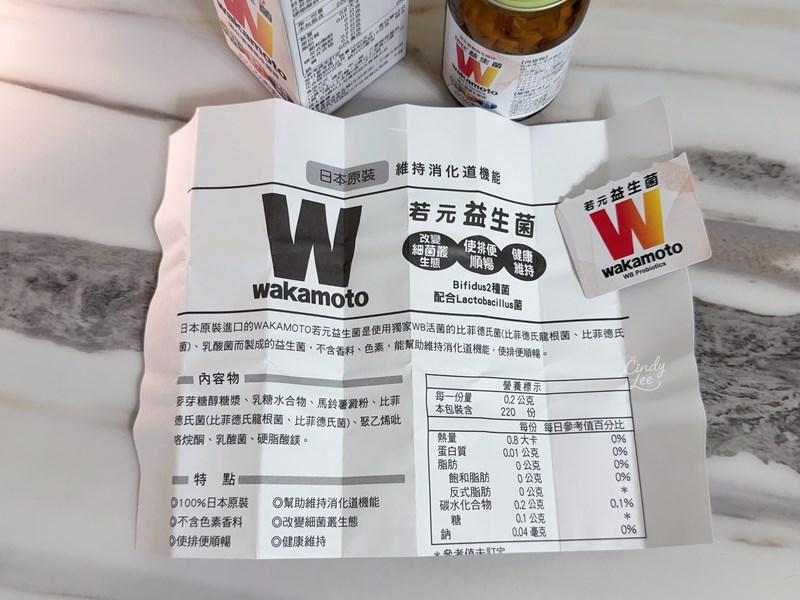 wakamoto
益生菌
wakamoto
日本原裝 維持消化道機能
W
wakamoto
若元益生菌
改變細菌叢生態
使排便順暢
健康維持
Bifidus2種菌
配合Lactobacillus菌
若元益生菌
W
wakamoto
WB Probiotics
日本原裝進口的WAKAMOTO若元益生菌是使用獨家WB活菌的比菲德氏菌(比菲德氏龍根菌、比菲德氏
菌)、乳酸菌而製成的益生菌，不含香料、色素，能幫助維持消化道機能，使排便順暢。
Cindy
Lee
內容物
麥芽糖醇糖漿、乳糖水合物、馬鈴薯澱粉、比菲
德氏菌(比菲德氏龍根菌、比菲德氏菌)、聚乙烯吡
咯烷酮、乳酸菌、硬脂酸鎂。
特 點
◎100%日本原裝 ◎幫助維持消化道機能
◎不含色素香料 ◎改變細菌叢生態
◎使排便順暢 ◎健康維持
營養標示
每一份量 0.2 公克
本包裝含 220 份
每份 每日參考值百分比
熱量 0.8 大卡 0%
蛋白質 0.01 公克 0%
脂肪 0 公克 0%
飽和脂肪 0 公克 0%
反式脂肪 0 公克 *
碳水化合物 0.2 公克 0.1%
糖 0.1 公克 *
鈉 0.04 毫克 0%
*參考值未訂定